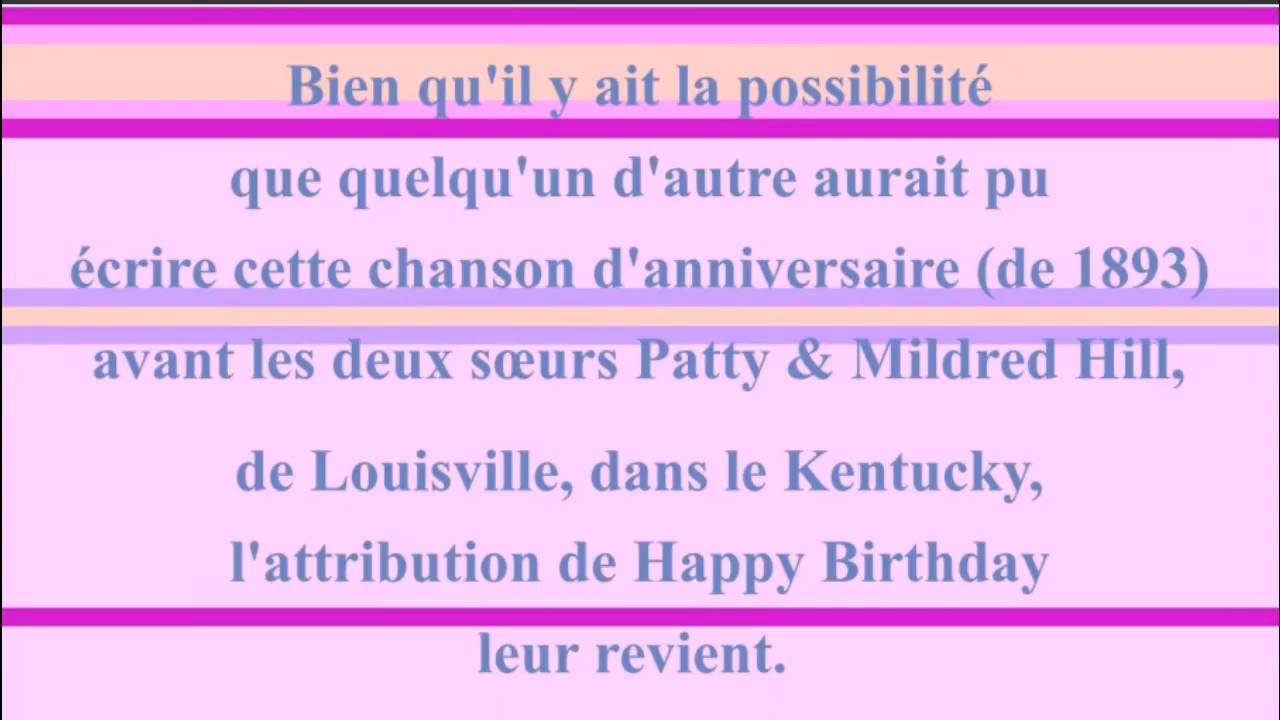 Bien qu'il y ait la possibilité
que quelqu'un d'autre aurait pu
écrire cette chanson d'anniversaire (de 1893)
avant les deux sœurs Patty & Mildred Hill,
de Louisville, dans le Kentucky,
l'attribution de Happy Birthday
leur revient.